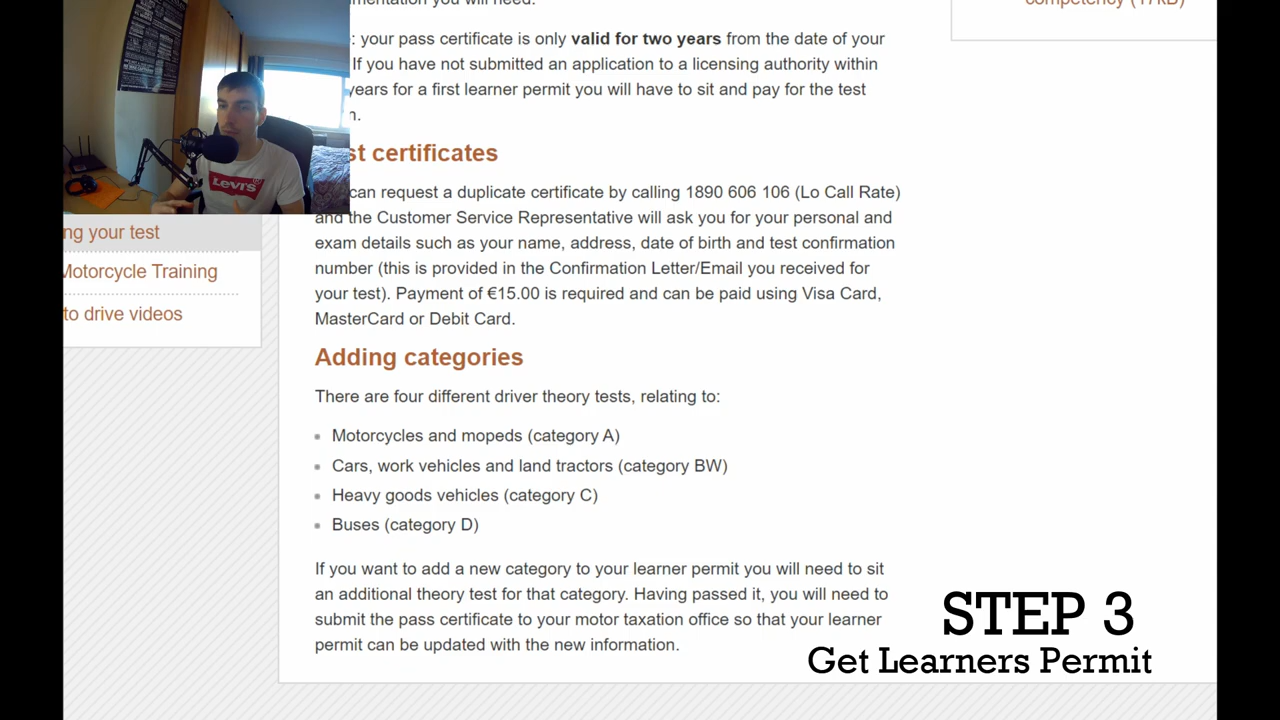 mentation you will need.
competency (17kB)
: your pass certificate is only valid for two years from the date of your
If you have not submitted an application to a licensing authority within
years for a first learner permit you will have to sit and pay for the test
n.
st certificates
can request a duplicate certificate by calling 1890 606 106 (Lo Call Rate)
and the Customer Service Representative will ask you for your personal and
exam details such as your name, address, date of birth and test confirmation
number (this is provided in the Confirmation Letter/Email you received for
your test). Payment of €15.00 is required and can be paid using Visa Card,
MasterCard or Debit Card.
Levi's
ng your test
Motorcycle Training
to drive videos
Adding categories
There are four different driver theory tests, relating to:
Motorcycles and mopeds (category A)
Cars, work vehicles and land tractors (category BW)
Heavy goods vehicles (category C)
Buses (category D)
If you want to add a new category to your learner permit you will need to sit
an additional theory test for that category. Having passed it, you will need to
submit the pass certificate to your motor taxation office so that your learner
permit can be updated with the new information.
STEP 3
Get Learners Permit